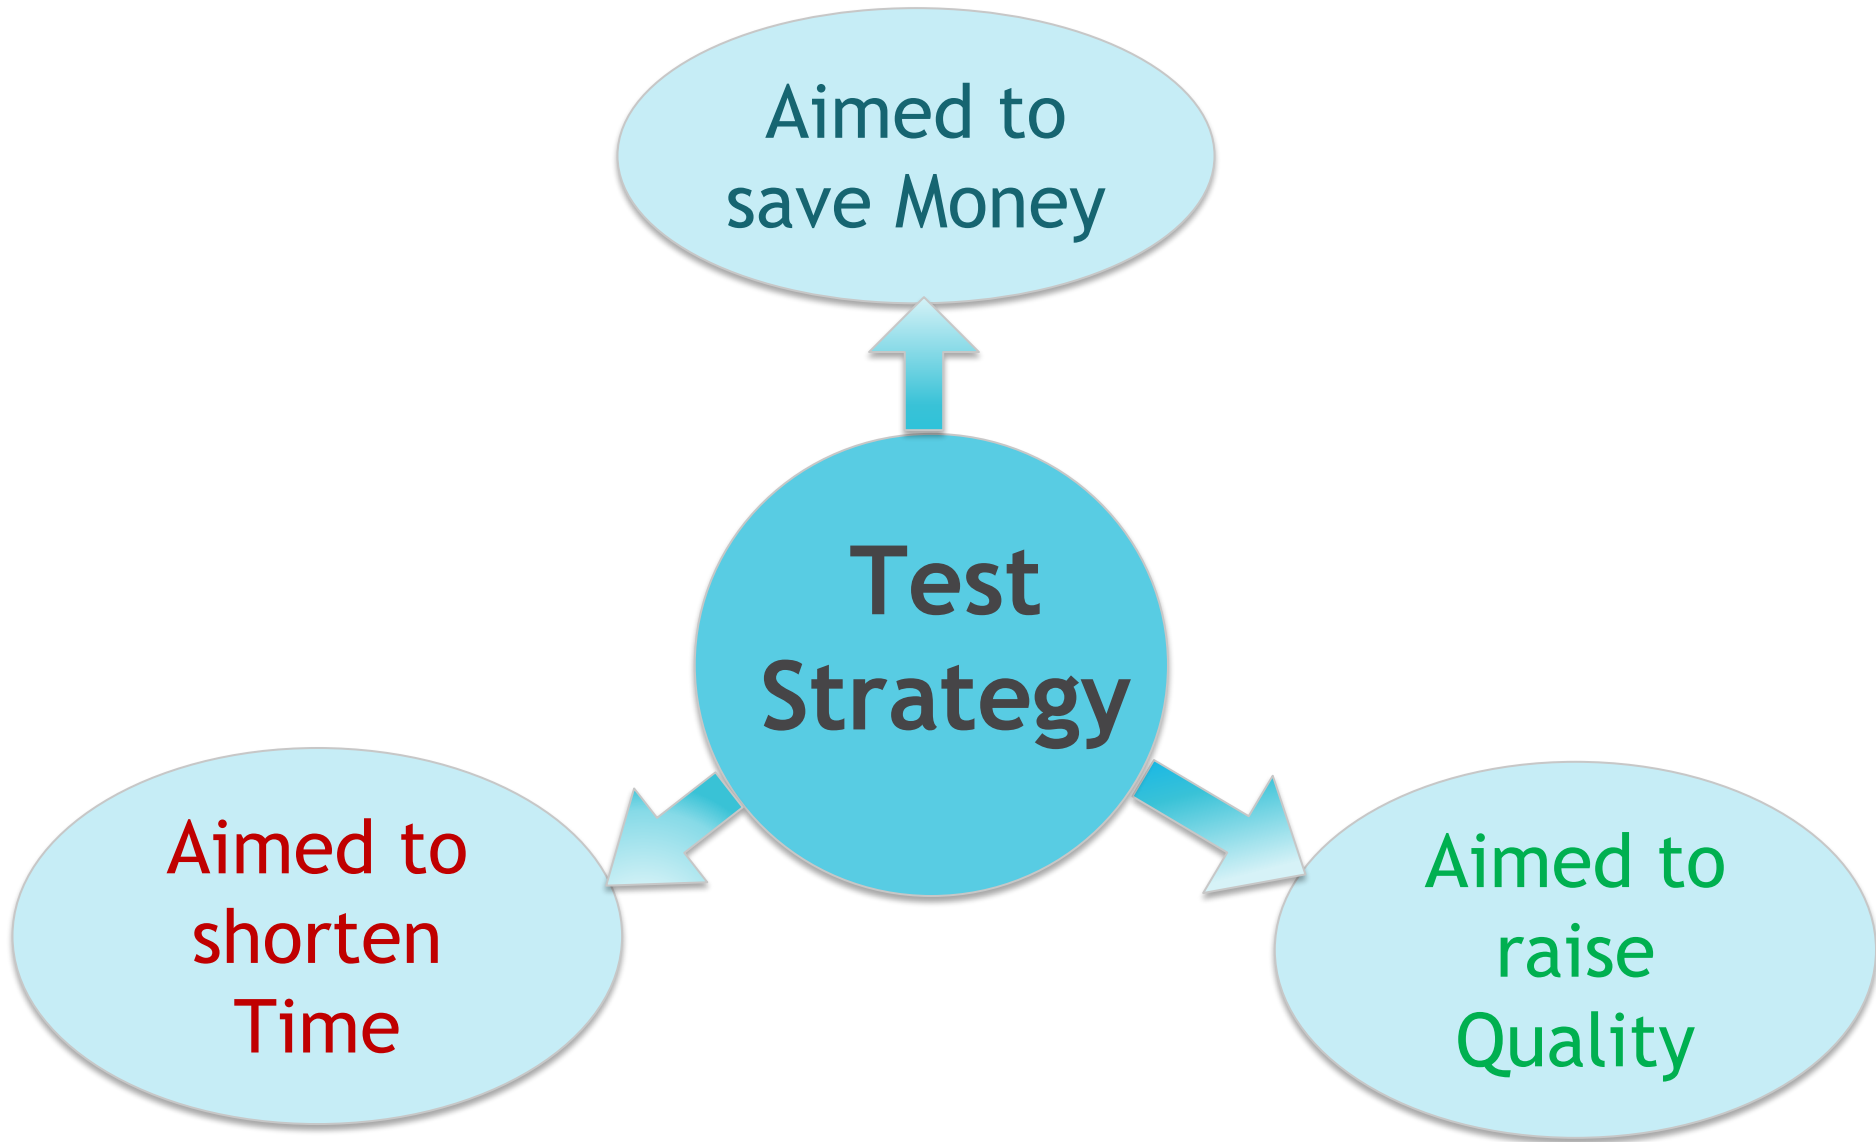 Aimed to
save Money
Test
Strategy
Aimed to
shorten
Time
Aimed to
raise
Quality